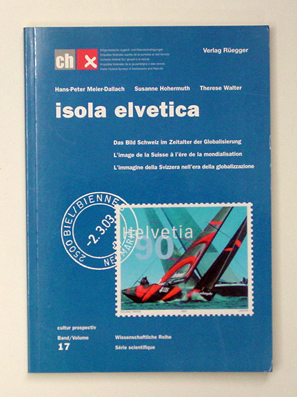 ch x
Verlag Rüegger
Hans-Peter Meier-Dallach Susanne Hohermuth Therese Walter
isola elvetica
Das Bild Schweiz im Zeitalter der Globalisierung
L'image de la Suisse à l'ère de la mondialisation
L'immagine della Svizzera nell'era della globalizzazione
2500 BIEL/BIENNE
-2.3.03
Helvetia
90
cultur prospectiv
Band/Volume
17
Wissenschaftliche Reihe
Série scientifique